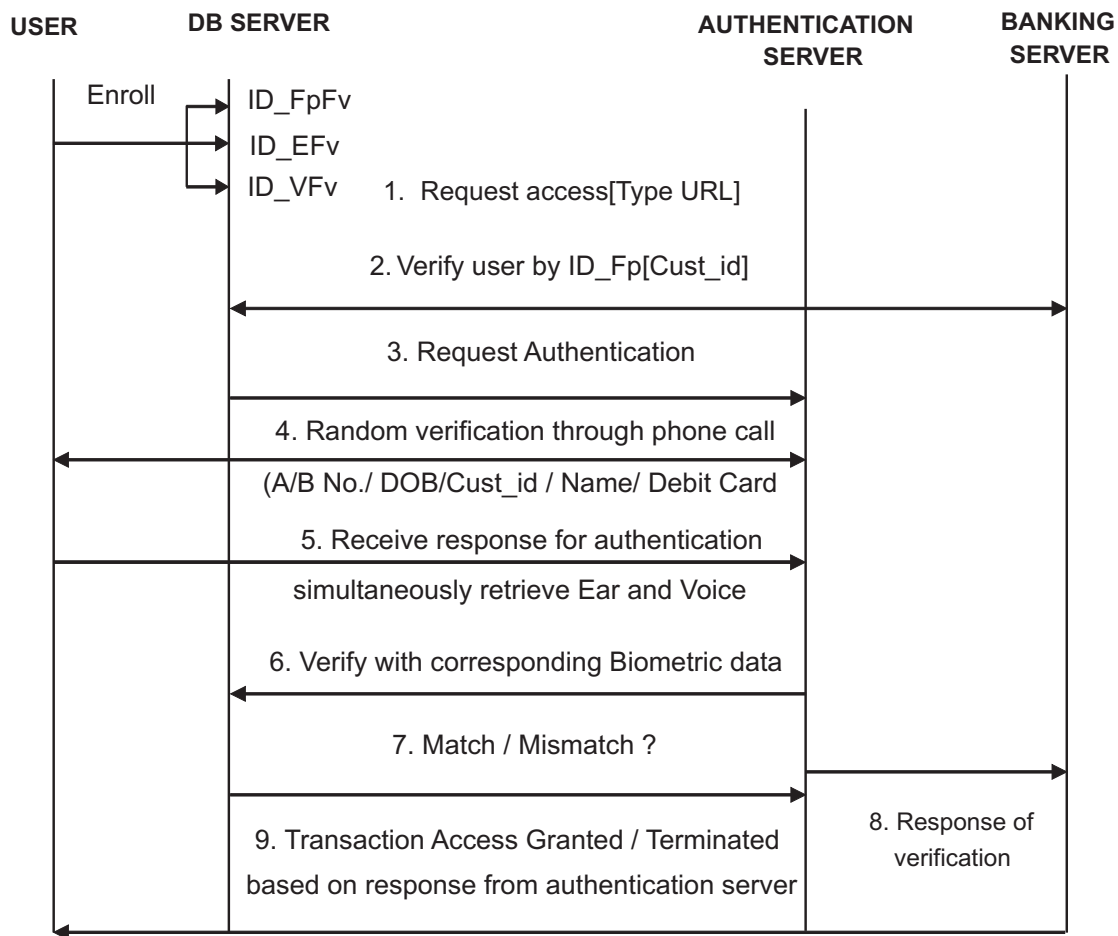 USER
DB SERVER
AUTHENTICATION
SERVER
BANKING
SERVER
Enroll
ID_FpFv
ID_EFv
ID_VFv
1. Request access[Type URL]
2. Verify user by ID_Fp[Cust_id]
3. Request Authentication
4. Random verification through phone call
(A/B No./ DOB/Cust_id / Name/ Debit Card
5. Receive response for authentication
simultaneously retrieve Ear and Voice
6. Verify with corresponding Biometric data
7. Match / Mismatch ?
8. Response of
verification
9. Transaction Access Granted / Terminated
based on response from authentication server